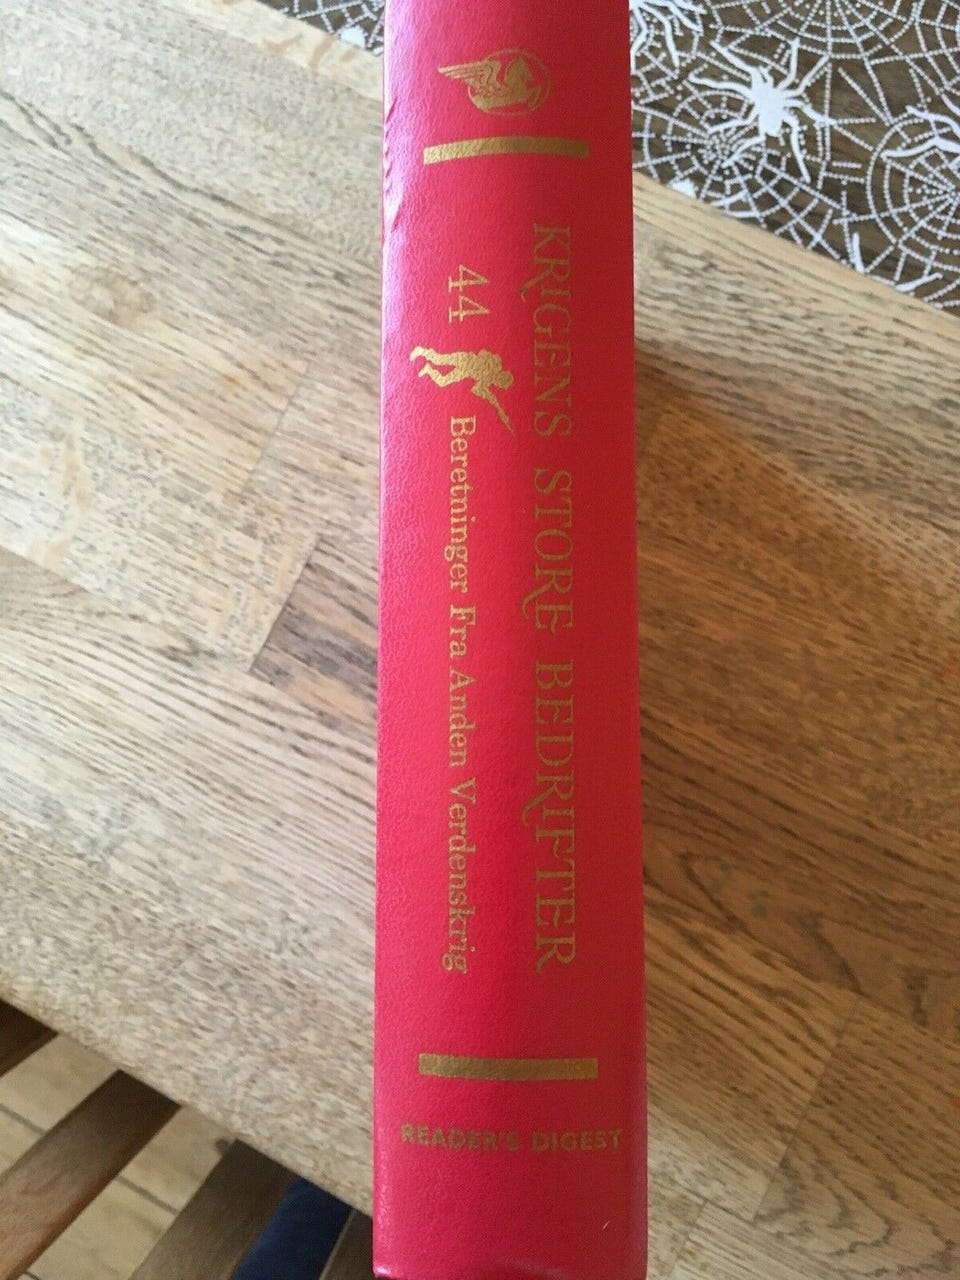 KRIGENS STORE BEDRIFTER
44 Beretninger Fra Anden Verdenskrig
READER'S DIGEST